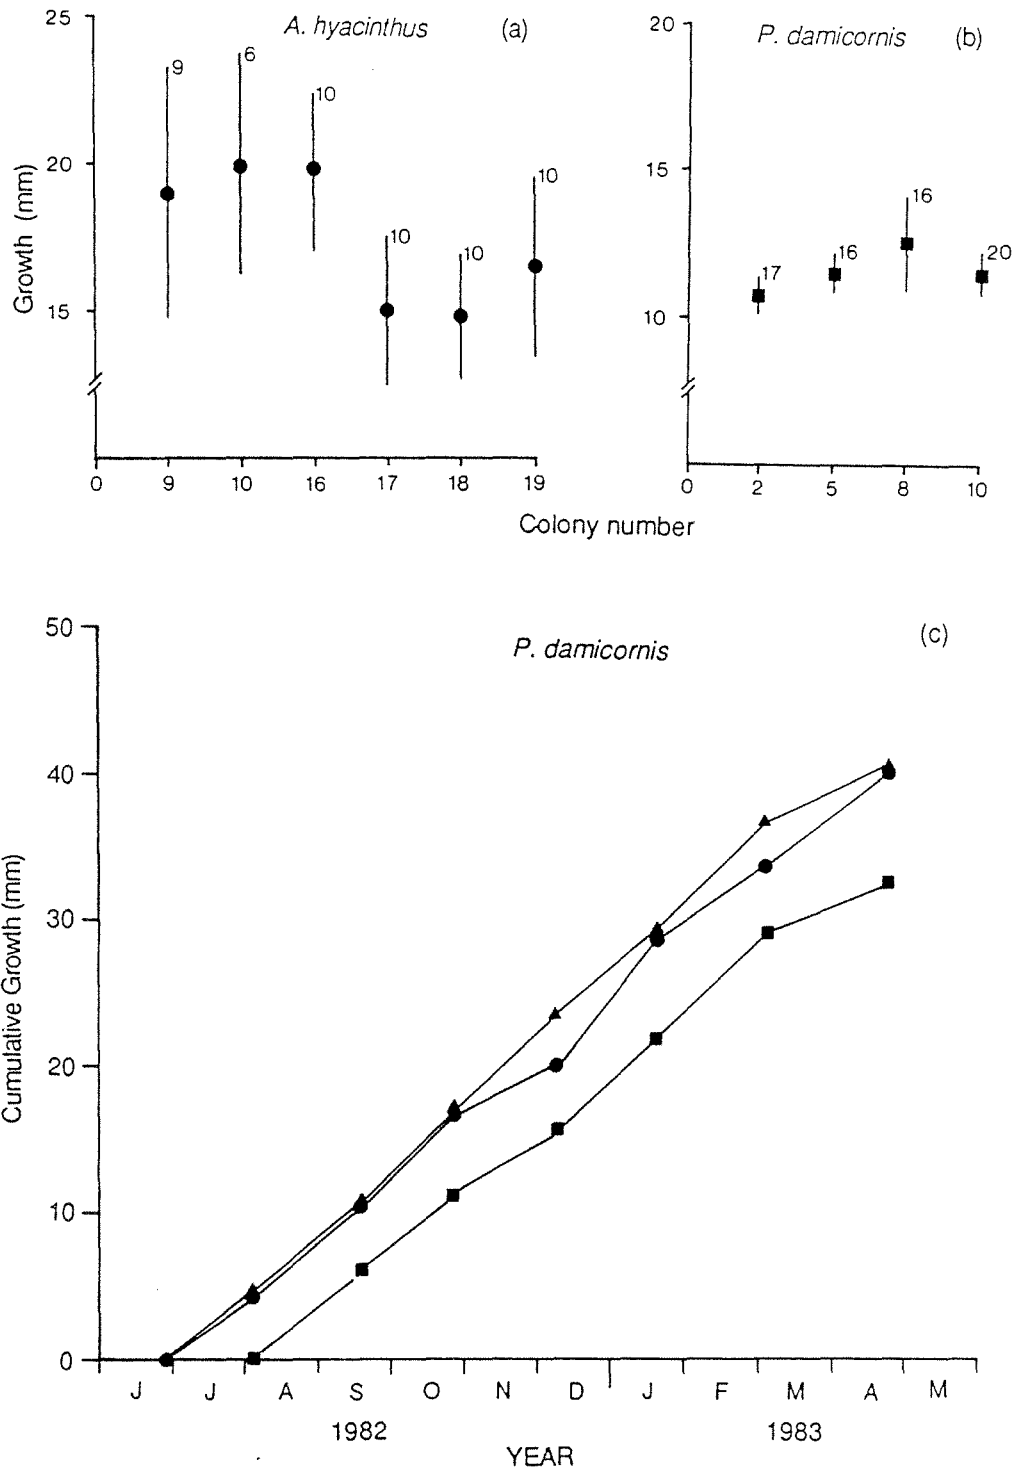 A. hyacinthus (a)
25
20
15
Growth (mm)
9
6
10
10
10
10
0 9 10 16 17 18 19
P. damicornis (b)
20
15
10
17
16
16
20
0 2 5 8 10
Colony number
P. damicornis (c)
50
40
30
20
10
0
Cumulative Growth (mm)
J J A S O N D J F M A M
1982 1983
YEAR